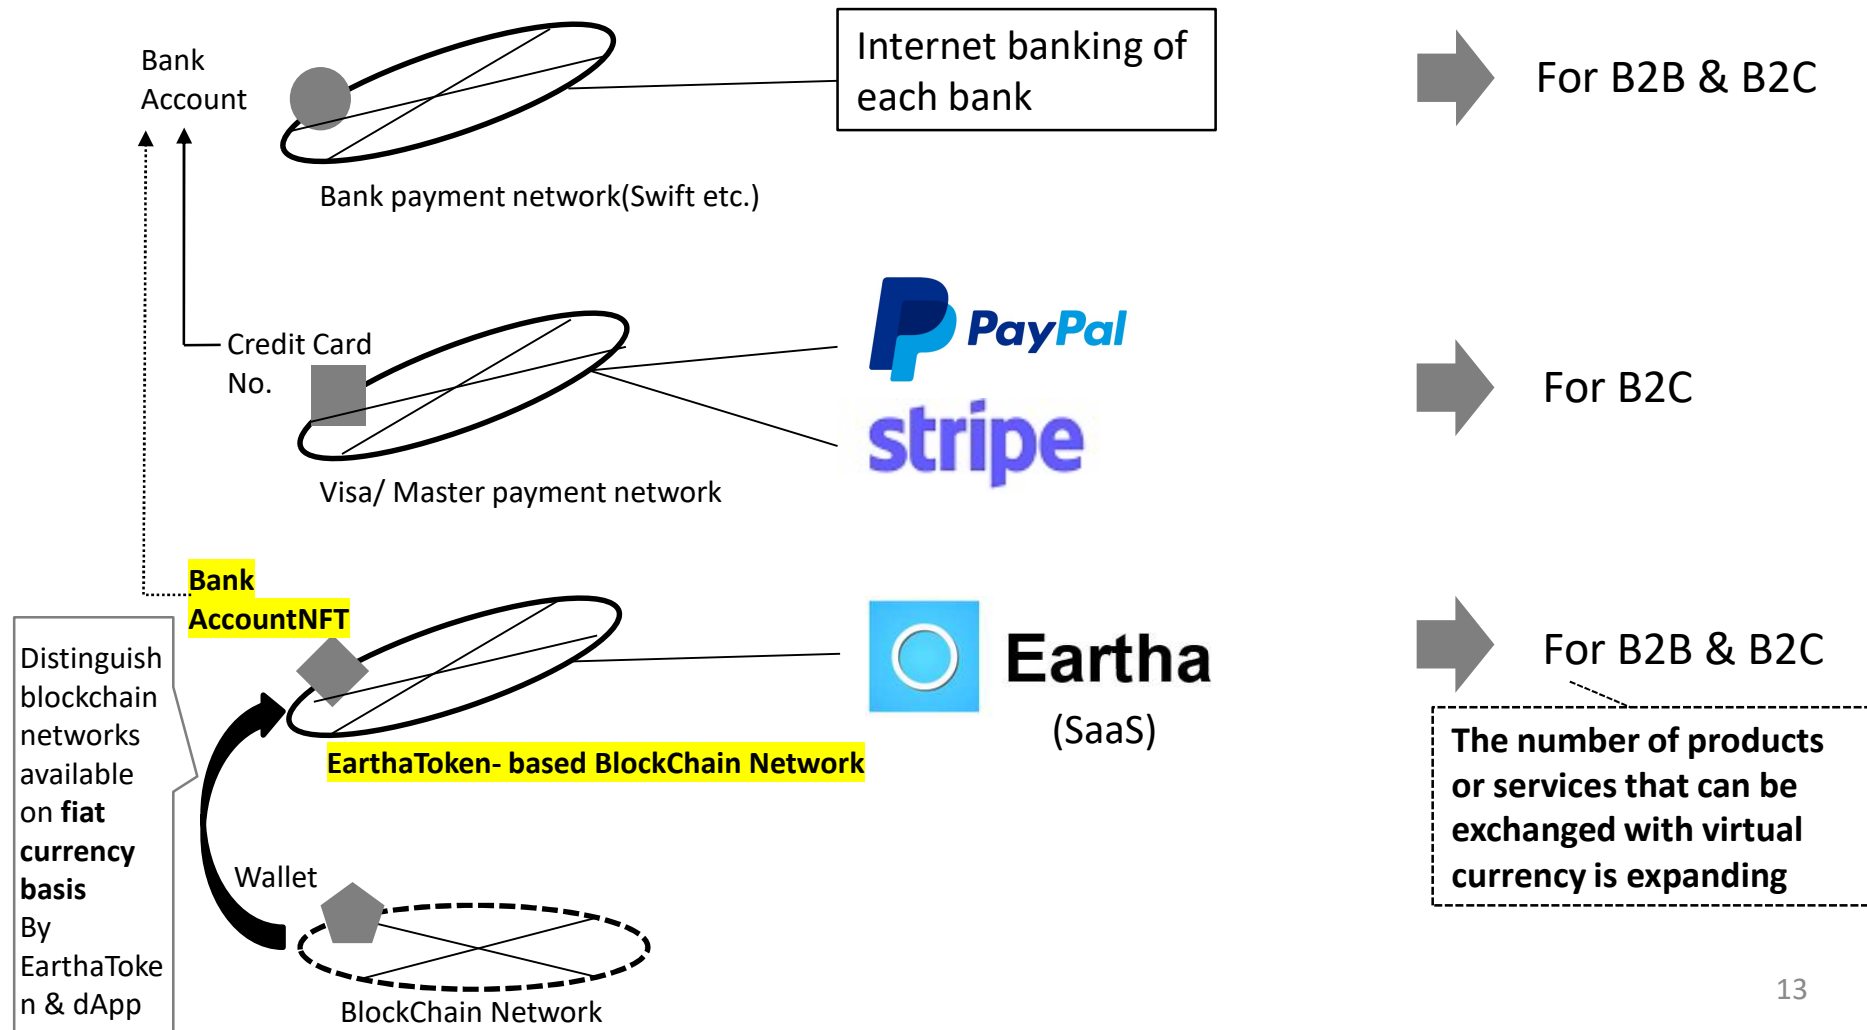 Bank
Account
Internet banking of
each bank
For B2B & B2C
Bank payment network(Swift etc.)
Credit Card
No.
PayPal
stripe
For B2C
Visa/ Master payment network
Bank
AccountNFT
Eartha
(SaaS)
For B2B & B2C
EarthaToken- based BlockChain Network
The number of products
or services that can be
exchanged with virtual
currency is expanding
Distinguish
blockchain
networks
available
on fiat
currency
basis
By
EarthaToke
n & dApp
Wallet
BlockChain Network
13